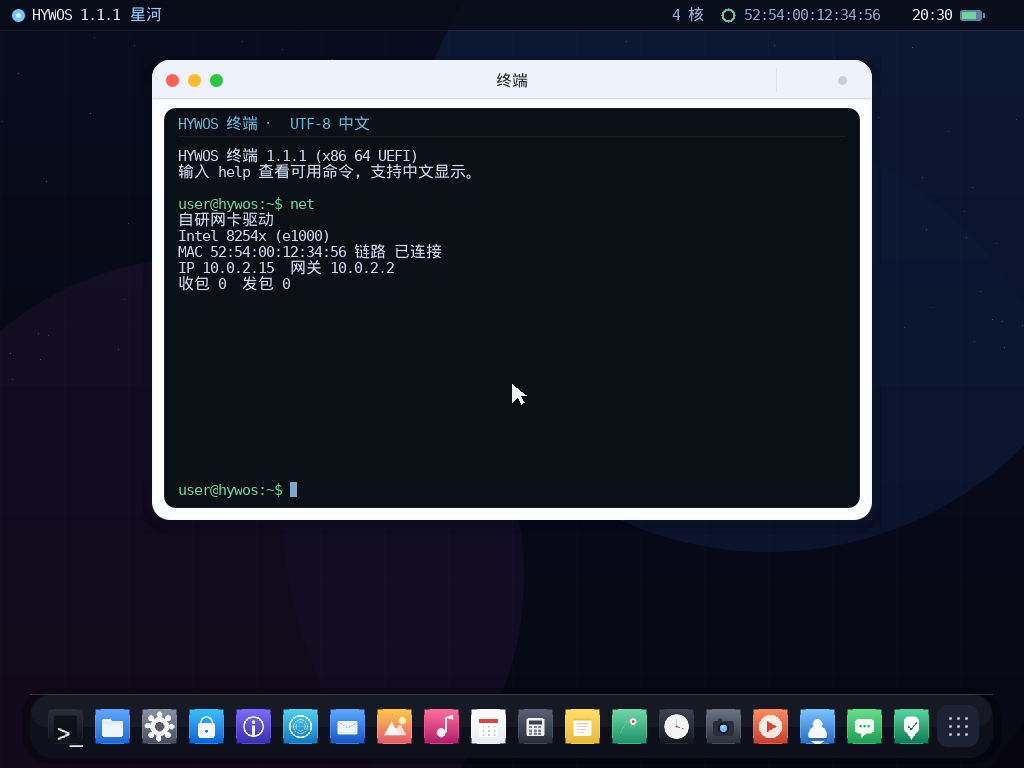 HYWOS 1.1.1 星河
4 核 52:54:00:12:34:56 20:30
终端
HYWOS 终端 · UTF-8 中文
HYWOS 终端 1.1.1 (x86 64 UEFI)
输入 help 查看可用命令，支持中文显示。
user@hywos:~$ net
自研网卡驱动
Intel 8254x (e1000)
MAC 52:54:00:12:34:56 链路 已连接
IP 10.0.2.15 网关 10.0.2.2
收包 0 发包 0
user@hywos:~$
>_